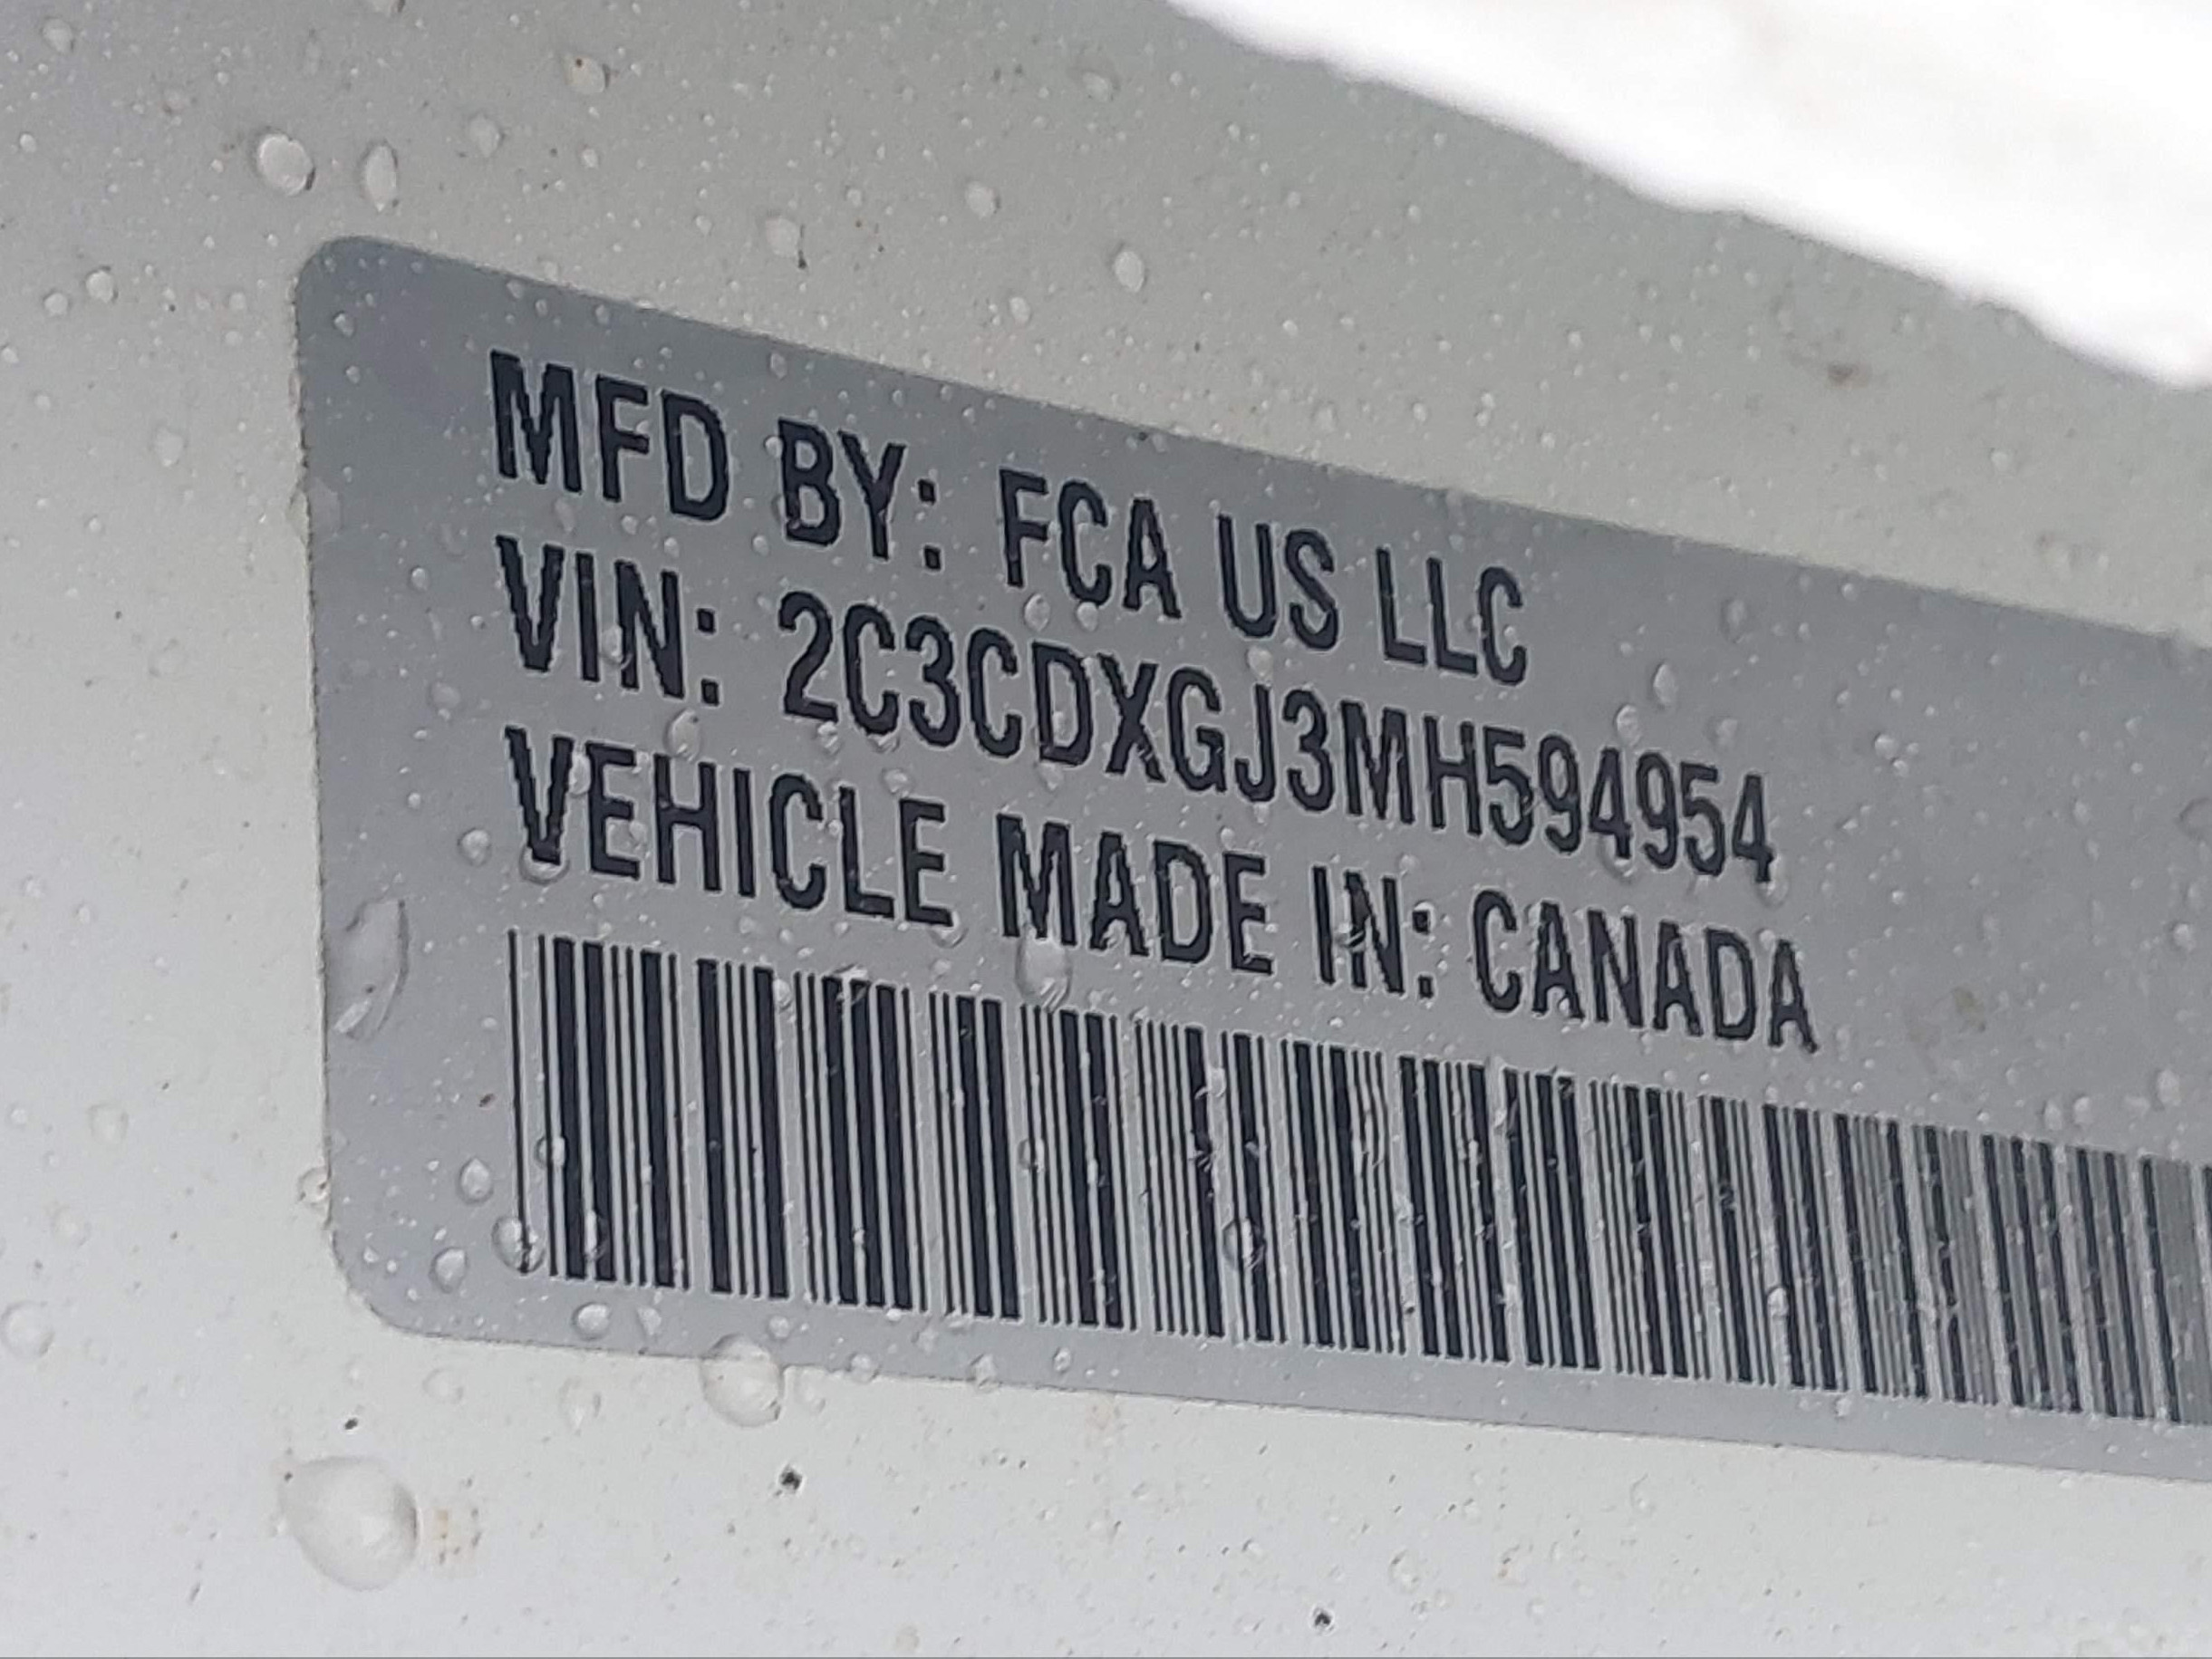 MFD BY: FCA US LLC
VIN: 2C3CDXGJ3MH594954
VEHICLE MADE IN: CANADA